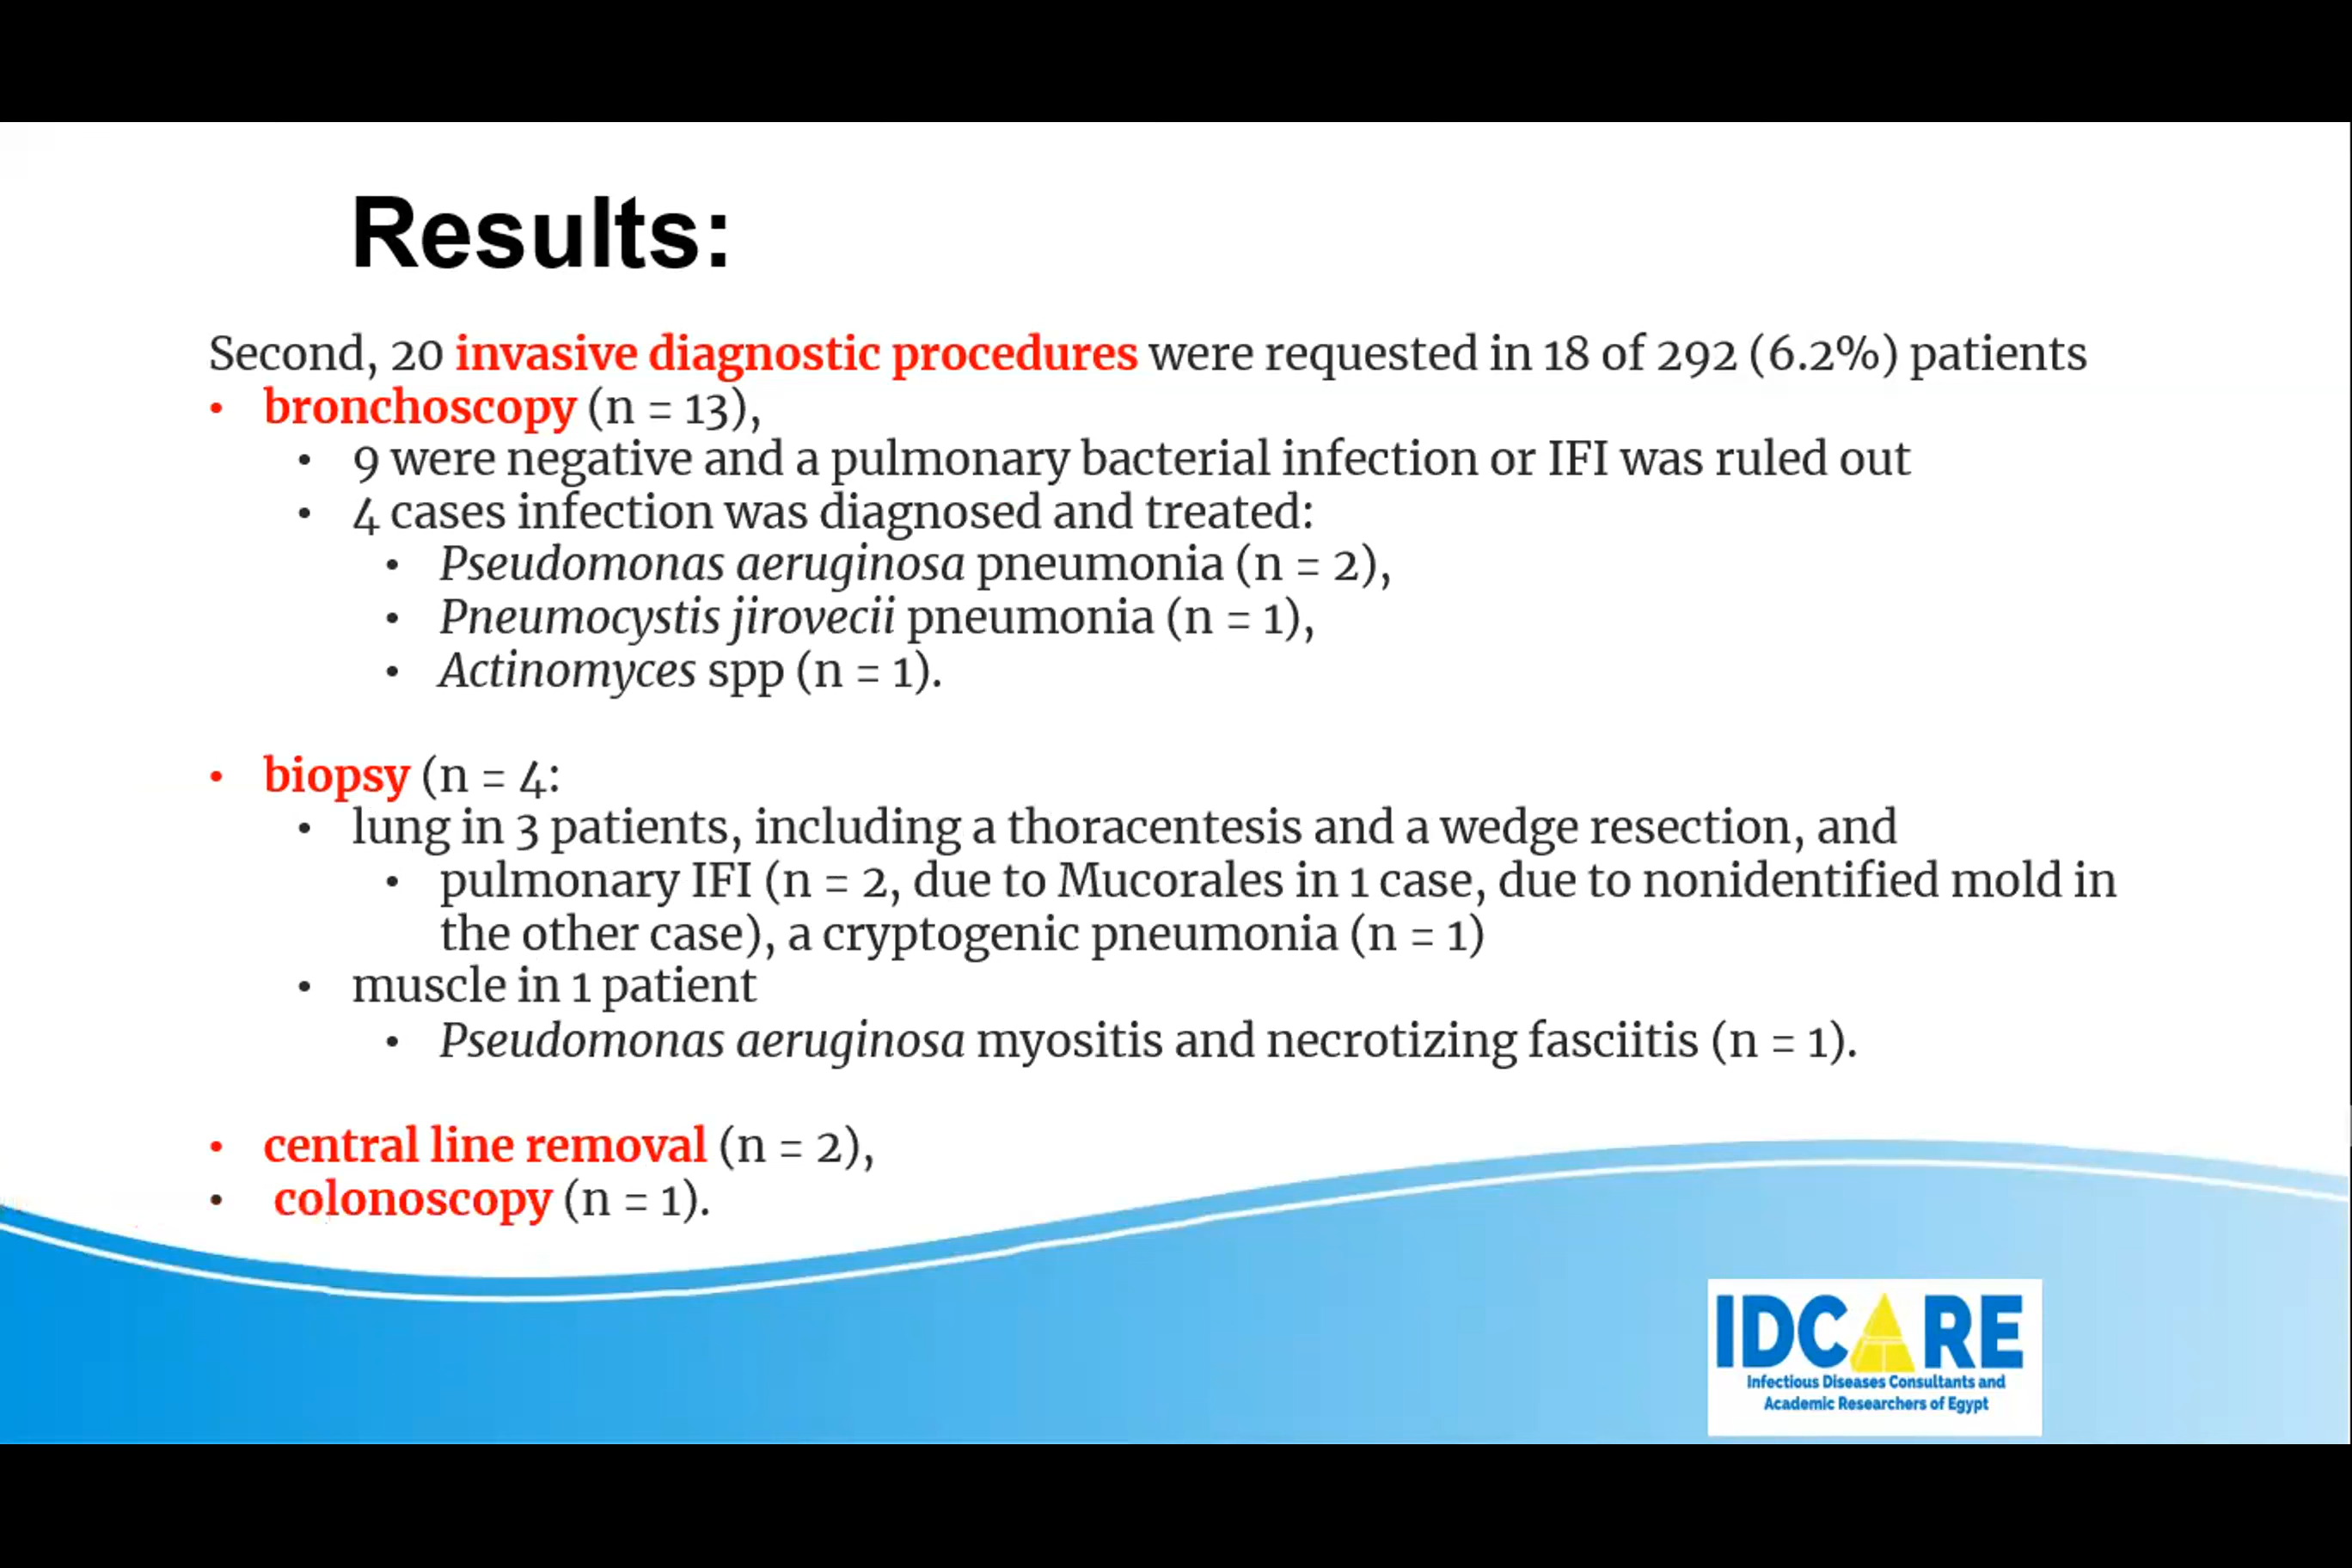 Results:
Second, 20 invasive diagnostic procedures were requested in 18 of 292 (6.2%) patients
• bronchoscopy (n = 13),
• 9 were negative and a pulmonary bacterial infection or IFI was ruled out
• 4 cases infection was diagnosed and treated:
• Pseudomonas aeruginosa pneumonia (n = 2),
• Pneumocystis jirovecii pneumonia (n = 1),
• Actinomyces spp (n = 1).
• biopsy (n = 4:
• lung in 3 patients, including a thoracentesis and a wedge resection, and
• pulmonary IFI (n = 2, due to Mucorales in 1 case, due to nonidentified mold in
the other case), a cryptogenic pneumonia (n = 1)
• muscle in 1 patient
• Pseudomonas aeruginosa myositis and necrotizing fasciitis (n = 1).
• central line removal (n = 2),
• colonoscopy (n = 1).
IDCARE
Infectious Diseases Consultants and
Academic Researchers of Egypt